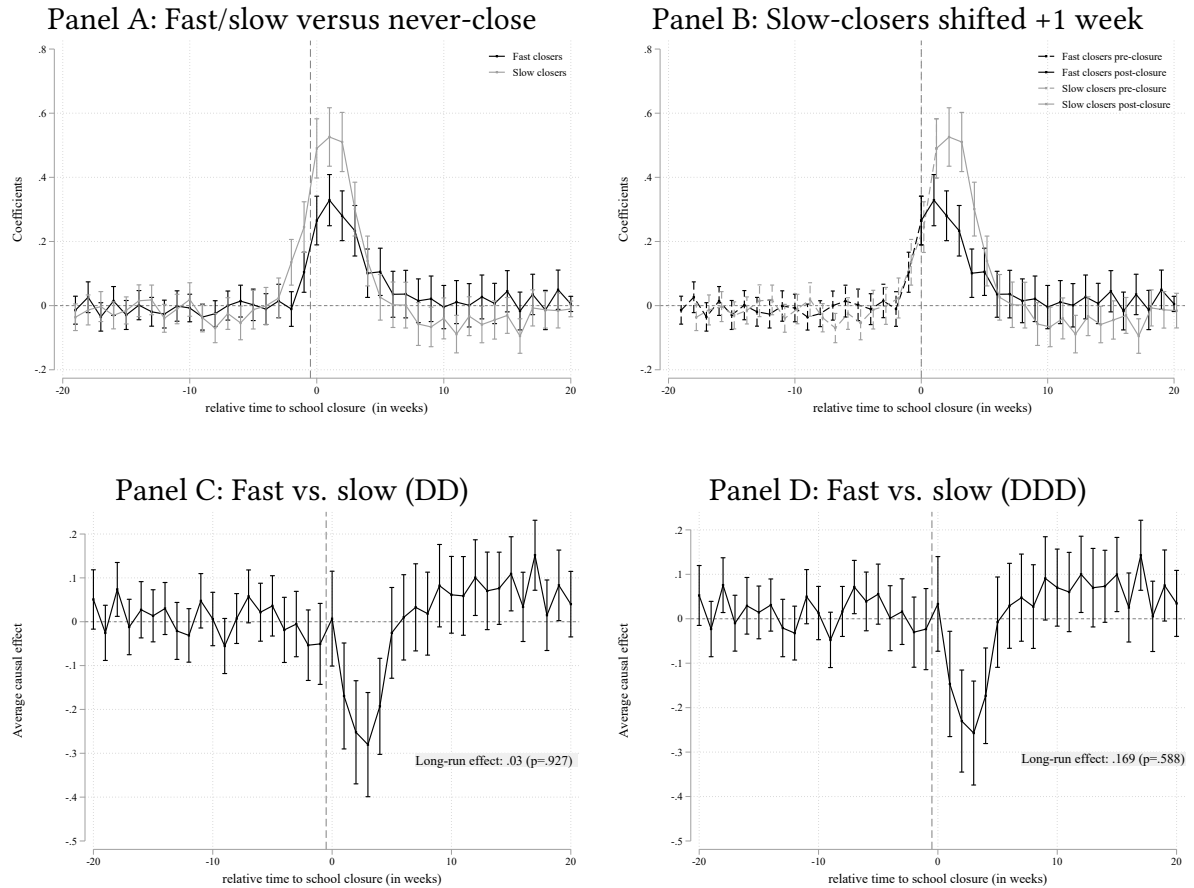 Panel A: Fast/slow versus never-close
.8
.6
.4
.2
0
-.2
Coefficients
-20
-10
0
10
20
relative time to school closure (in weeks)
Fast closers
Slow closers
Panel B: Slow-closers shifted +1 week
.8
.6
.4
.2
0
-.2
Coefficients
-20
-10
0
10
20
relative time to school closure (in weeks)
Fast closers pre-closure
Fast closers post-closure
Slow closers pre-closure
Slow closers post-closure
Panel C: Fast vs. slow (DD)
.2
.1
0
-.1
-.2
-.3
-.4
-.5
Average causal effect
Long-run effect: .03 (p=.927)
-20
-10
0
10
20
relative time to school closure (in weeks)
Panel D: Fast vs. slow (DDD)
.2
.1
0
-.1
-.2
-.3
-.4
-.5
Average causal effect
Long-run effect: .169 (p=.588)
-20
-10
0
10
20
relative time to school closure (in weeks)